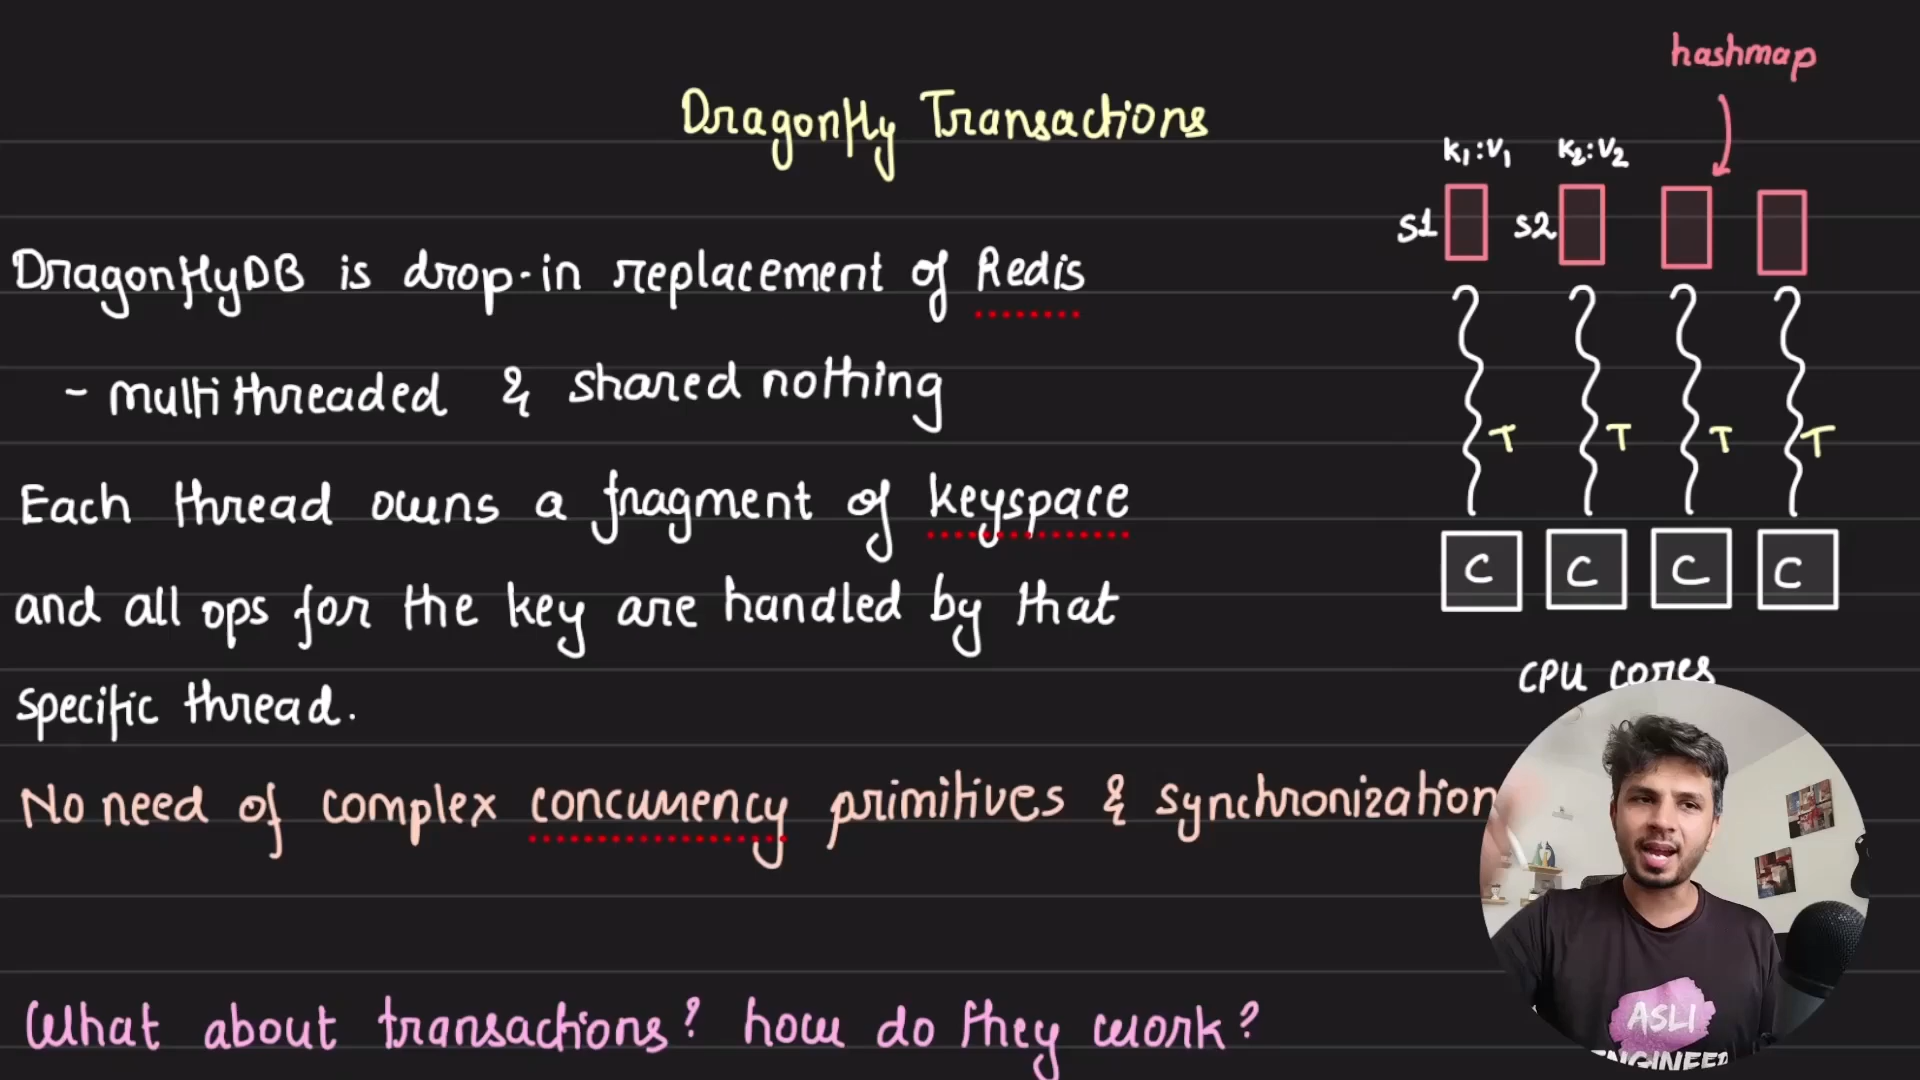 Dragonfly Transactions
hashmap
K1:V1 K2:V2
S1 S2
DragonflyDB is drop-in replacement of Redis
- multithreaded & shared nothing
T T T T
Each thread owns a fragment of keyspace
and all ops for the key are handled by that
specific thread.
C C C C
CPU cores
No need of complex concurrency primitives & synchronization
What about transactions? how do they work?
ASLI
ENGINEER